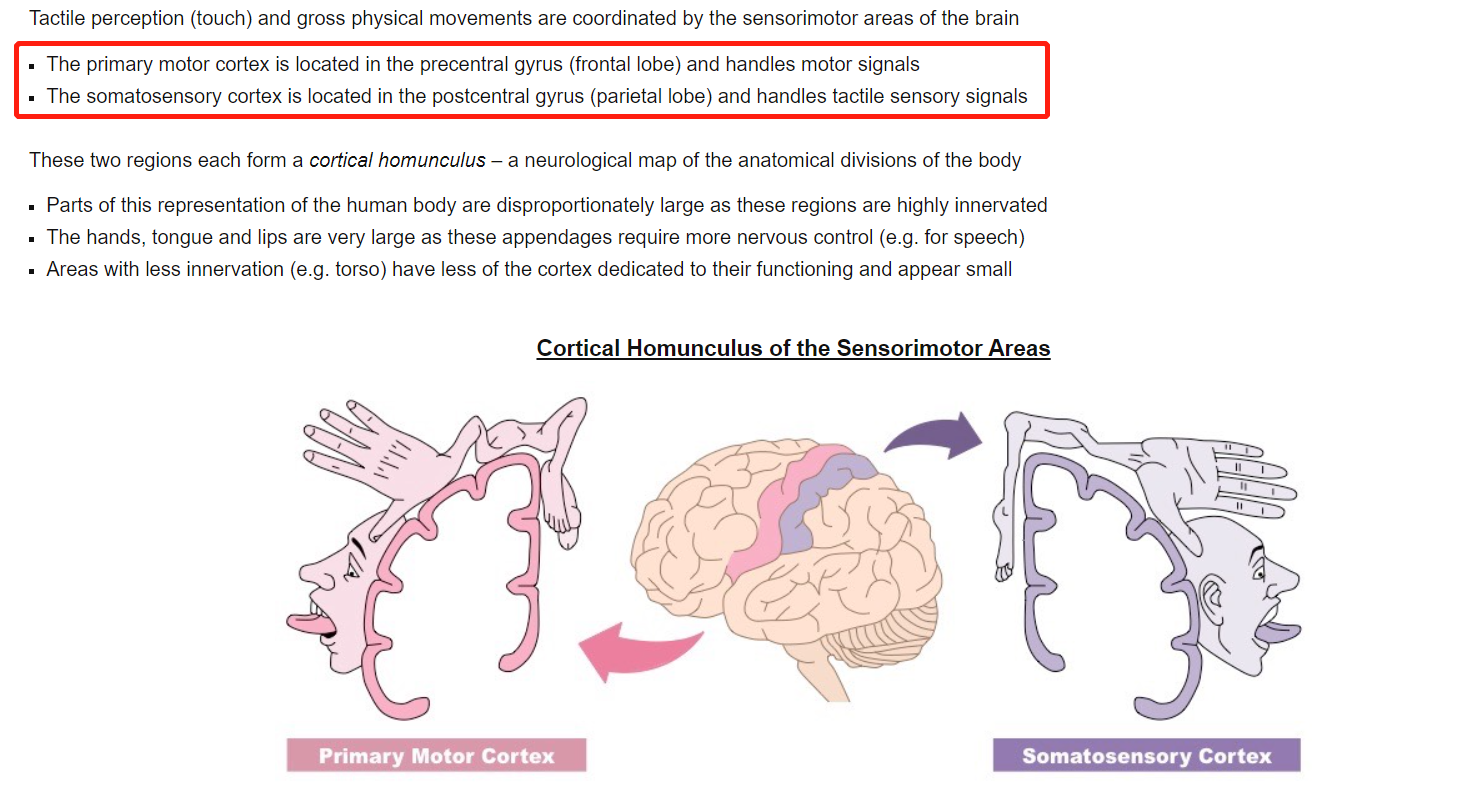 Tactile perception (touch) and gross physical movements are coordinated by the sensorimotor areas of the brain
▪ The primary motor cortex is located in the precentral gyrus (frontal lobe) and handles motor signals
▪ The somatosensory cortex is located in the postcentral gyrus (parietal lobe) and handles tactile sensory signals
These two regions each form a cortical homunculus – a neurological map of the anatomical divisions of the body
▪ Parts of this representation of the human body are disproportionately large as these regions are highly innervated
▪ The hands, tongue and lips are very large as these appendages require more nervous control (e.g. for speech)
▪ Areas with less innervation (e.g. torso) have less of the cortex dedicated to their functioning and appear small
Cortical Homunculus of the Sensorimotor Areas
Primary Motor Cortex
Somatosensory Cortex